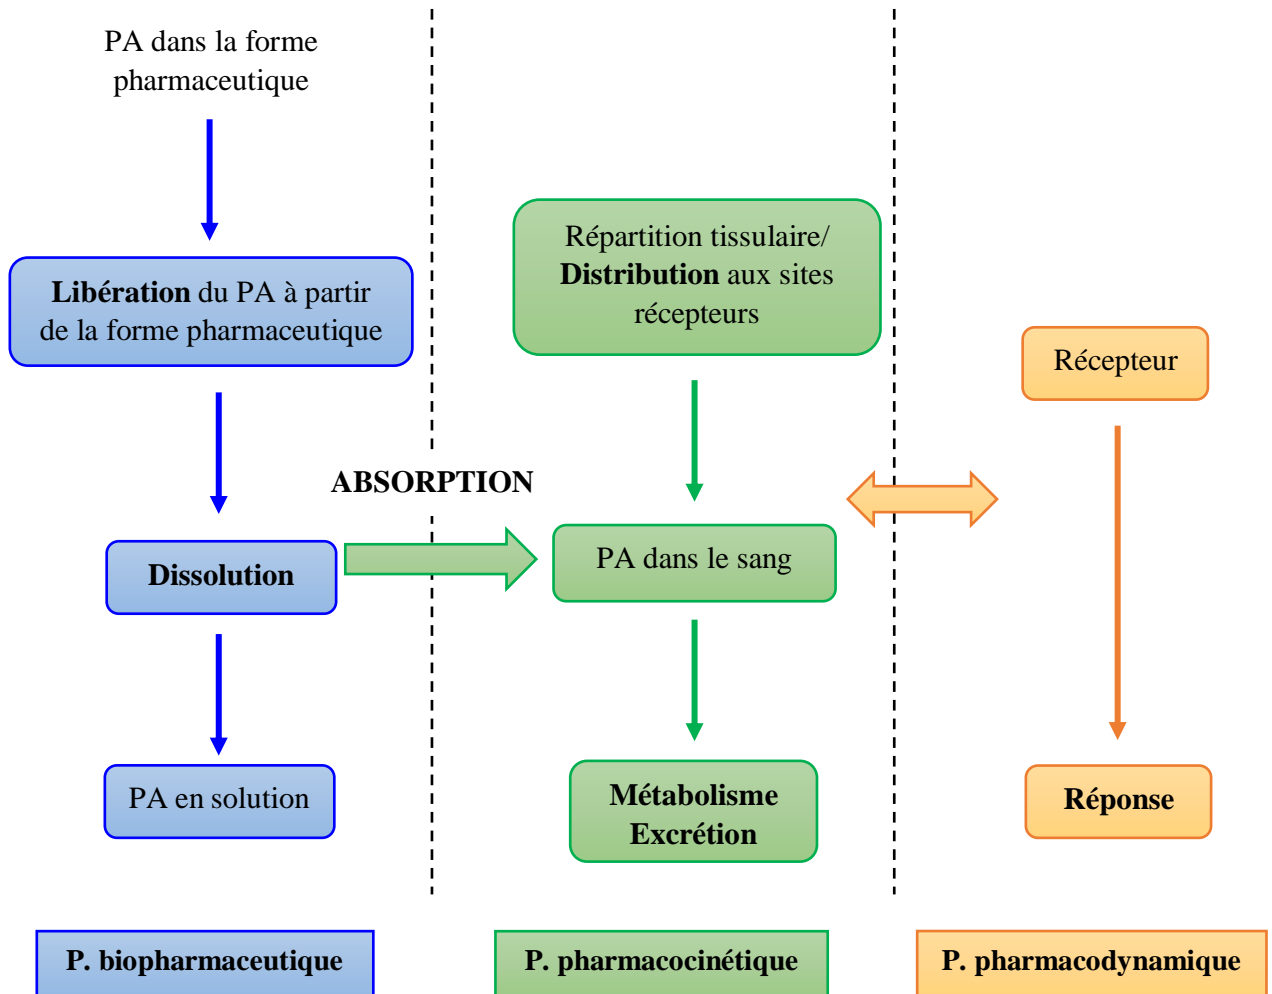 PA dans la forme
pharmaceutique
Libération du PA à partir
de la forme pharmaceutique
Dissolution
PA en solution
ABSORPTION
Répartition tissulaire/
Distribution aux sites
récepteurs
PA dans le sang
Métabolisme
Excrétion
Récepteur
Réponse
P. biopharmaceutique
P. pharmacocinétique
P. pharmacodynamique